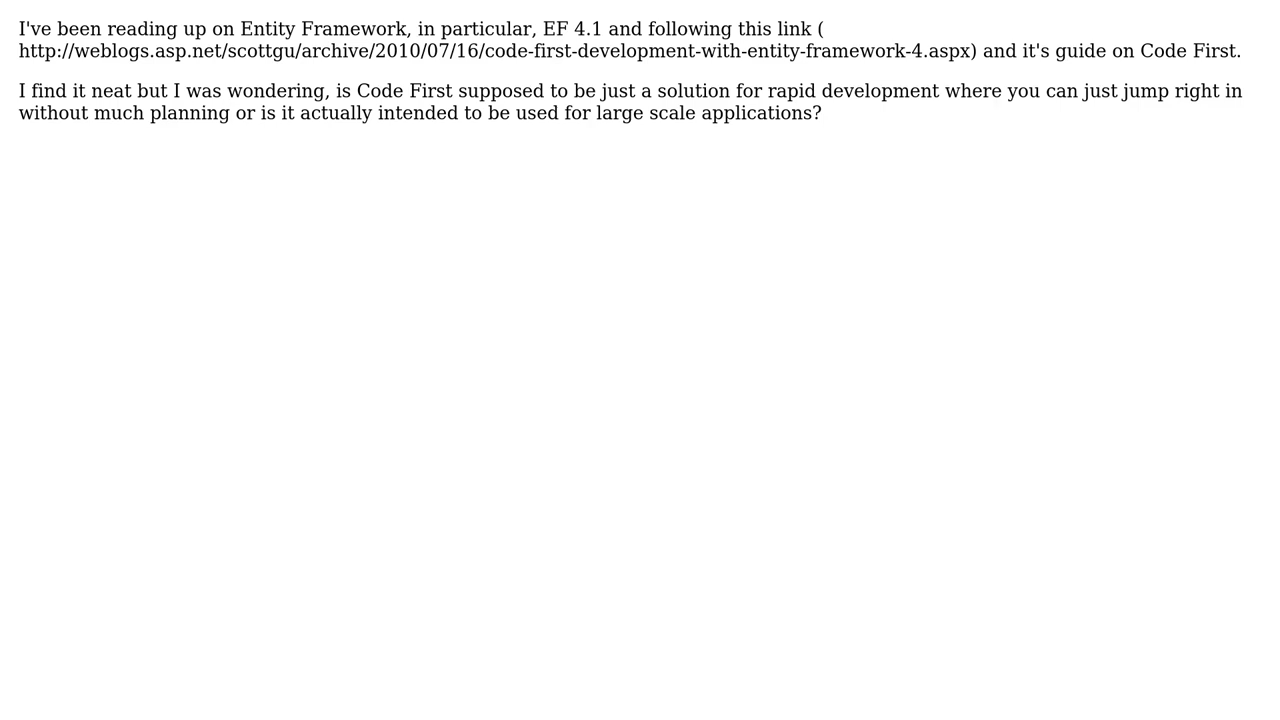 I've been reading up on Entity Framework, in particular, EF 4.1 and following this link (
http://weblogs.asp.net/scottgu/archive/2010/07/16/code-first-development-with-entity-framework-4.aspx) and it's guide on Code First.
I find it neat but I was wondering, is Code First supposed to be just a solution for rapid development where you can just jump right in
without much planning or is it actually intended to be used for large scale applications?